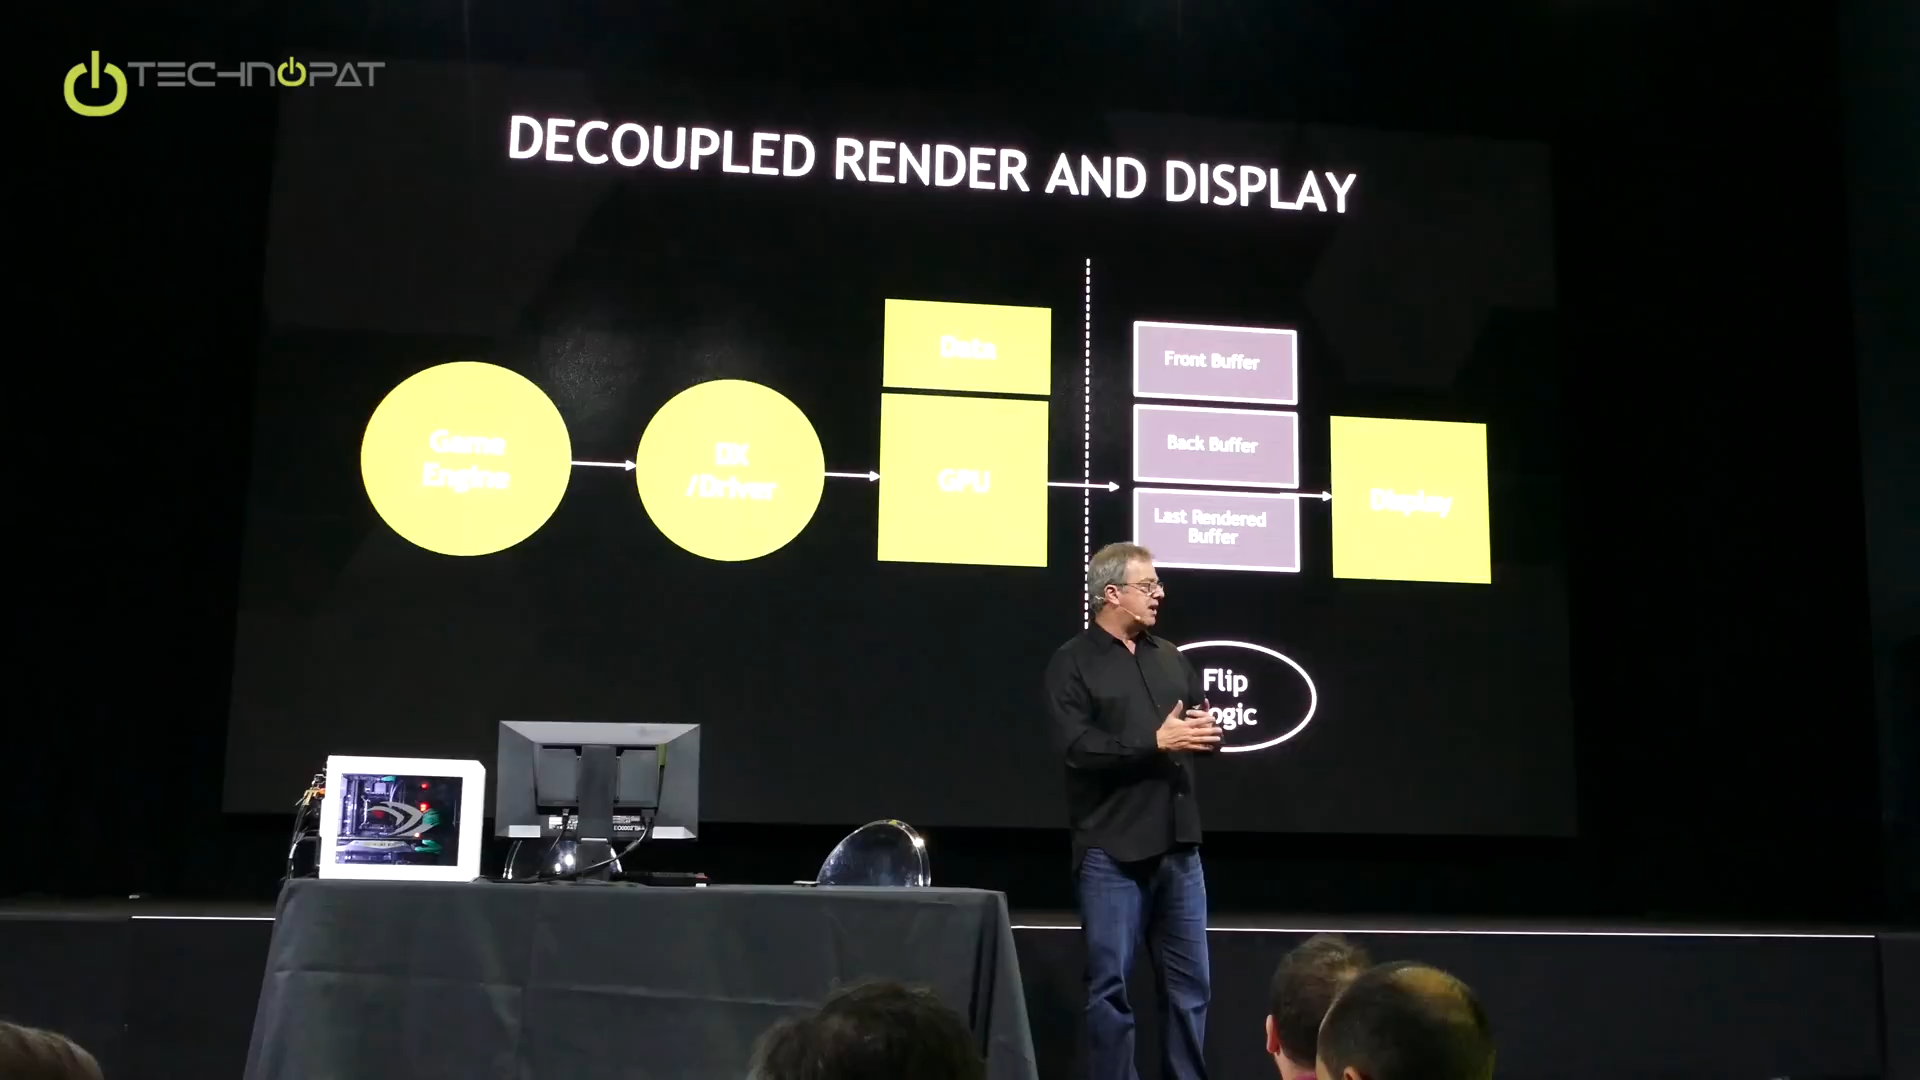 TECHNOPAT
DECOUPLED RENDER AND DISPLAY
Data
Front Buffer
Game
Engine
DX
/Driver
GPU
Back Buffer
Display
Last Rendered
Buffer
Flip
ogic